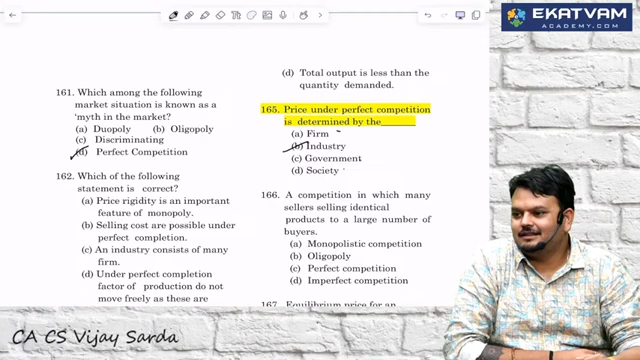 EKATVAM
ACADEMY.COM
161. Which among the following
market situation is known as a
'myth in the market?
(a) Duopoly (b) Oligopoly
(c) Discriminating
(d) Perfect Competition
162. Which of the following
statement is correct?
(a) Price rigidity is an important
feature of monopoly.
(b) Selling cost are possible under
perfect completion.
(c) An industry consists of many
firm.
(d) Under perfect completion
factor of production do not
move freely as these are
(d) Total output is less than the
quantity demanded.
165. Price under perfect competition
is determined by the______
(a) Firm
(b) Industry
(c) Government
(d) Society
166. A competition in which many
sellers selling identical
products to a large number of
buyers.
(a) Monopolistic competition
(b) Oligopoly
(c) Perfect competition
(d) Imperfect competition
167. Equilibrium price for an
CA CS Vijay Sarda